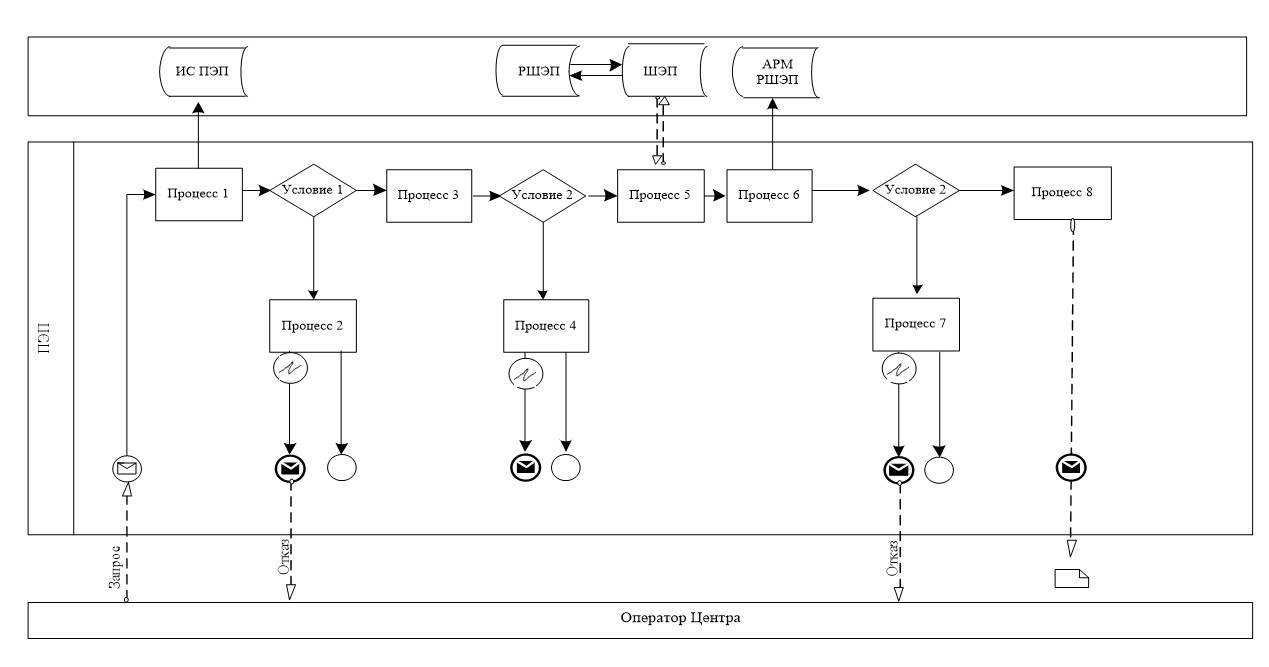 ИС ПЭП
РШЭП
ШЭП
АРМ
РШЭП
ПЭП
Процесс 1
Условие 1
Процесс 3
Условие 2
Процесс 5
Процесс 6
Условие 2
Процесс 8
Процесс 2
Процесс 4
Процесс 7
Запрос
Отказ
Отказ
Оператор Центра